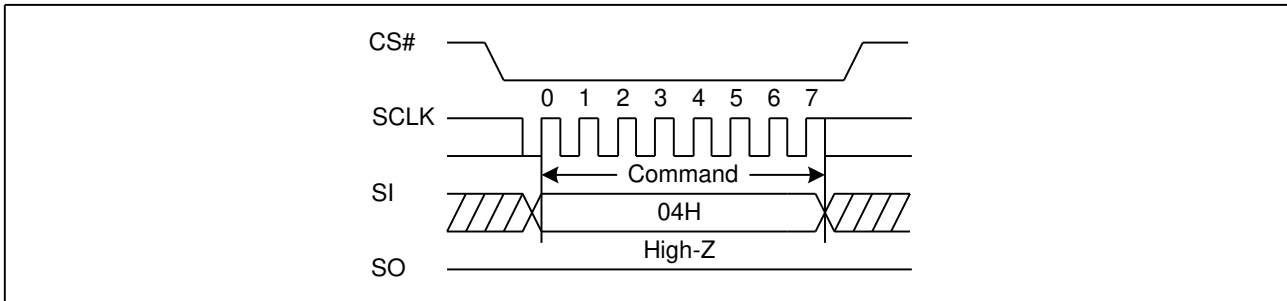 CS#
0 1 2 3 4 5 6 7
SCLK
Command
SI
04H
High-Z
SO